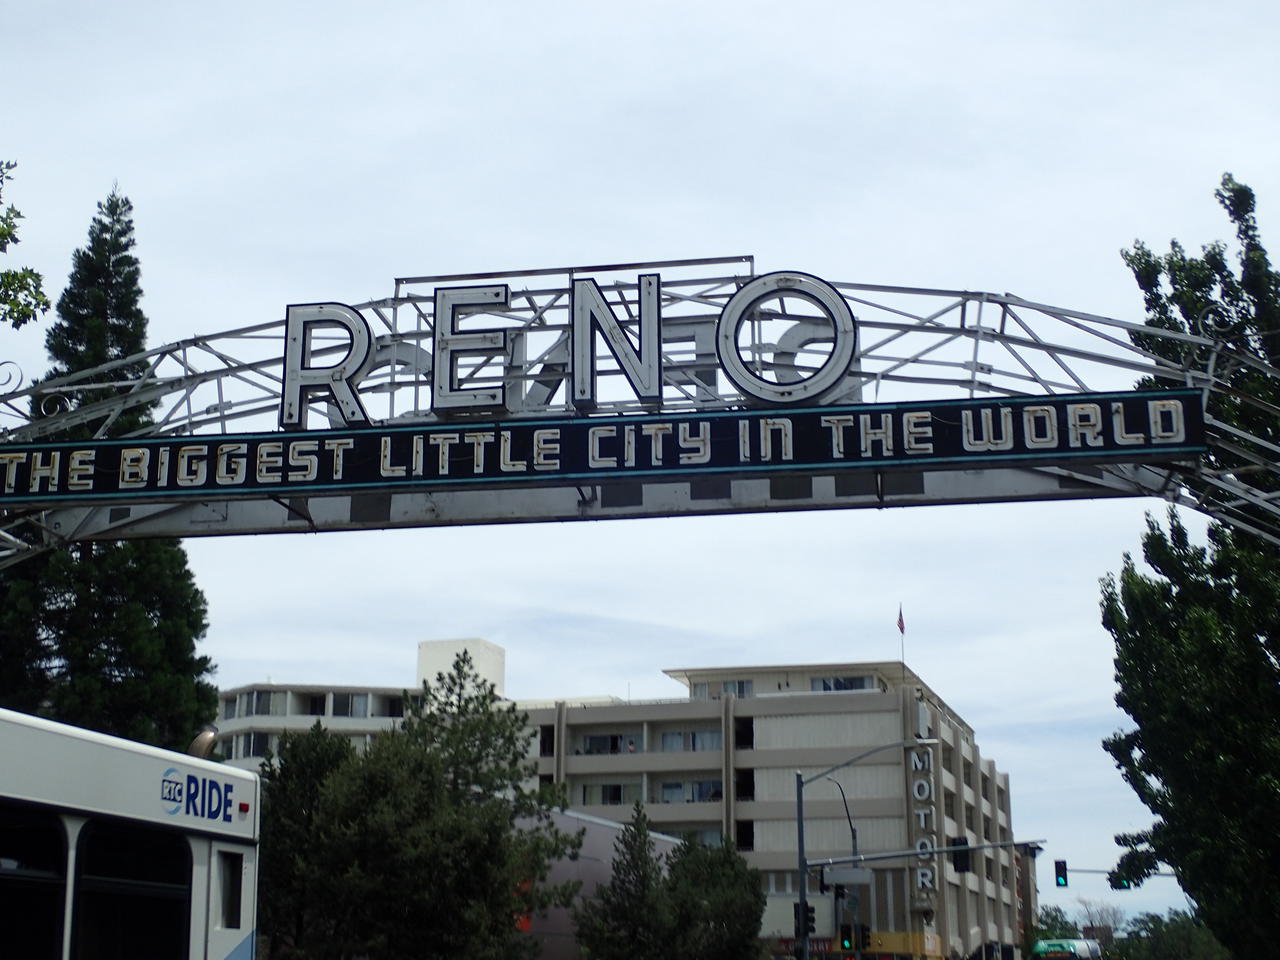 RENO
THE BIGGEST LITTLE CITY IN THE WORLD
RTC RIDE
MOTOR